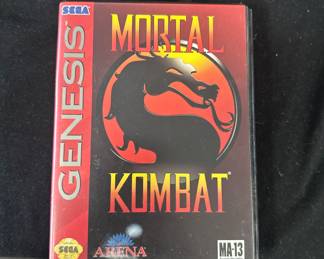 SEGA
GENESIS
MORTAL
KOMBAT
ARENA
MA-13
SEGA